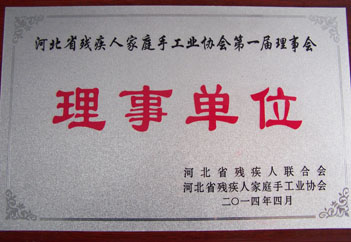 河北省残疾人家庭手工业协会第一届理事会
理事单位
河北省残疾人联合会
河北省残疾人家庭手工业协会
二〇一四年四月